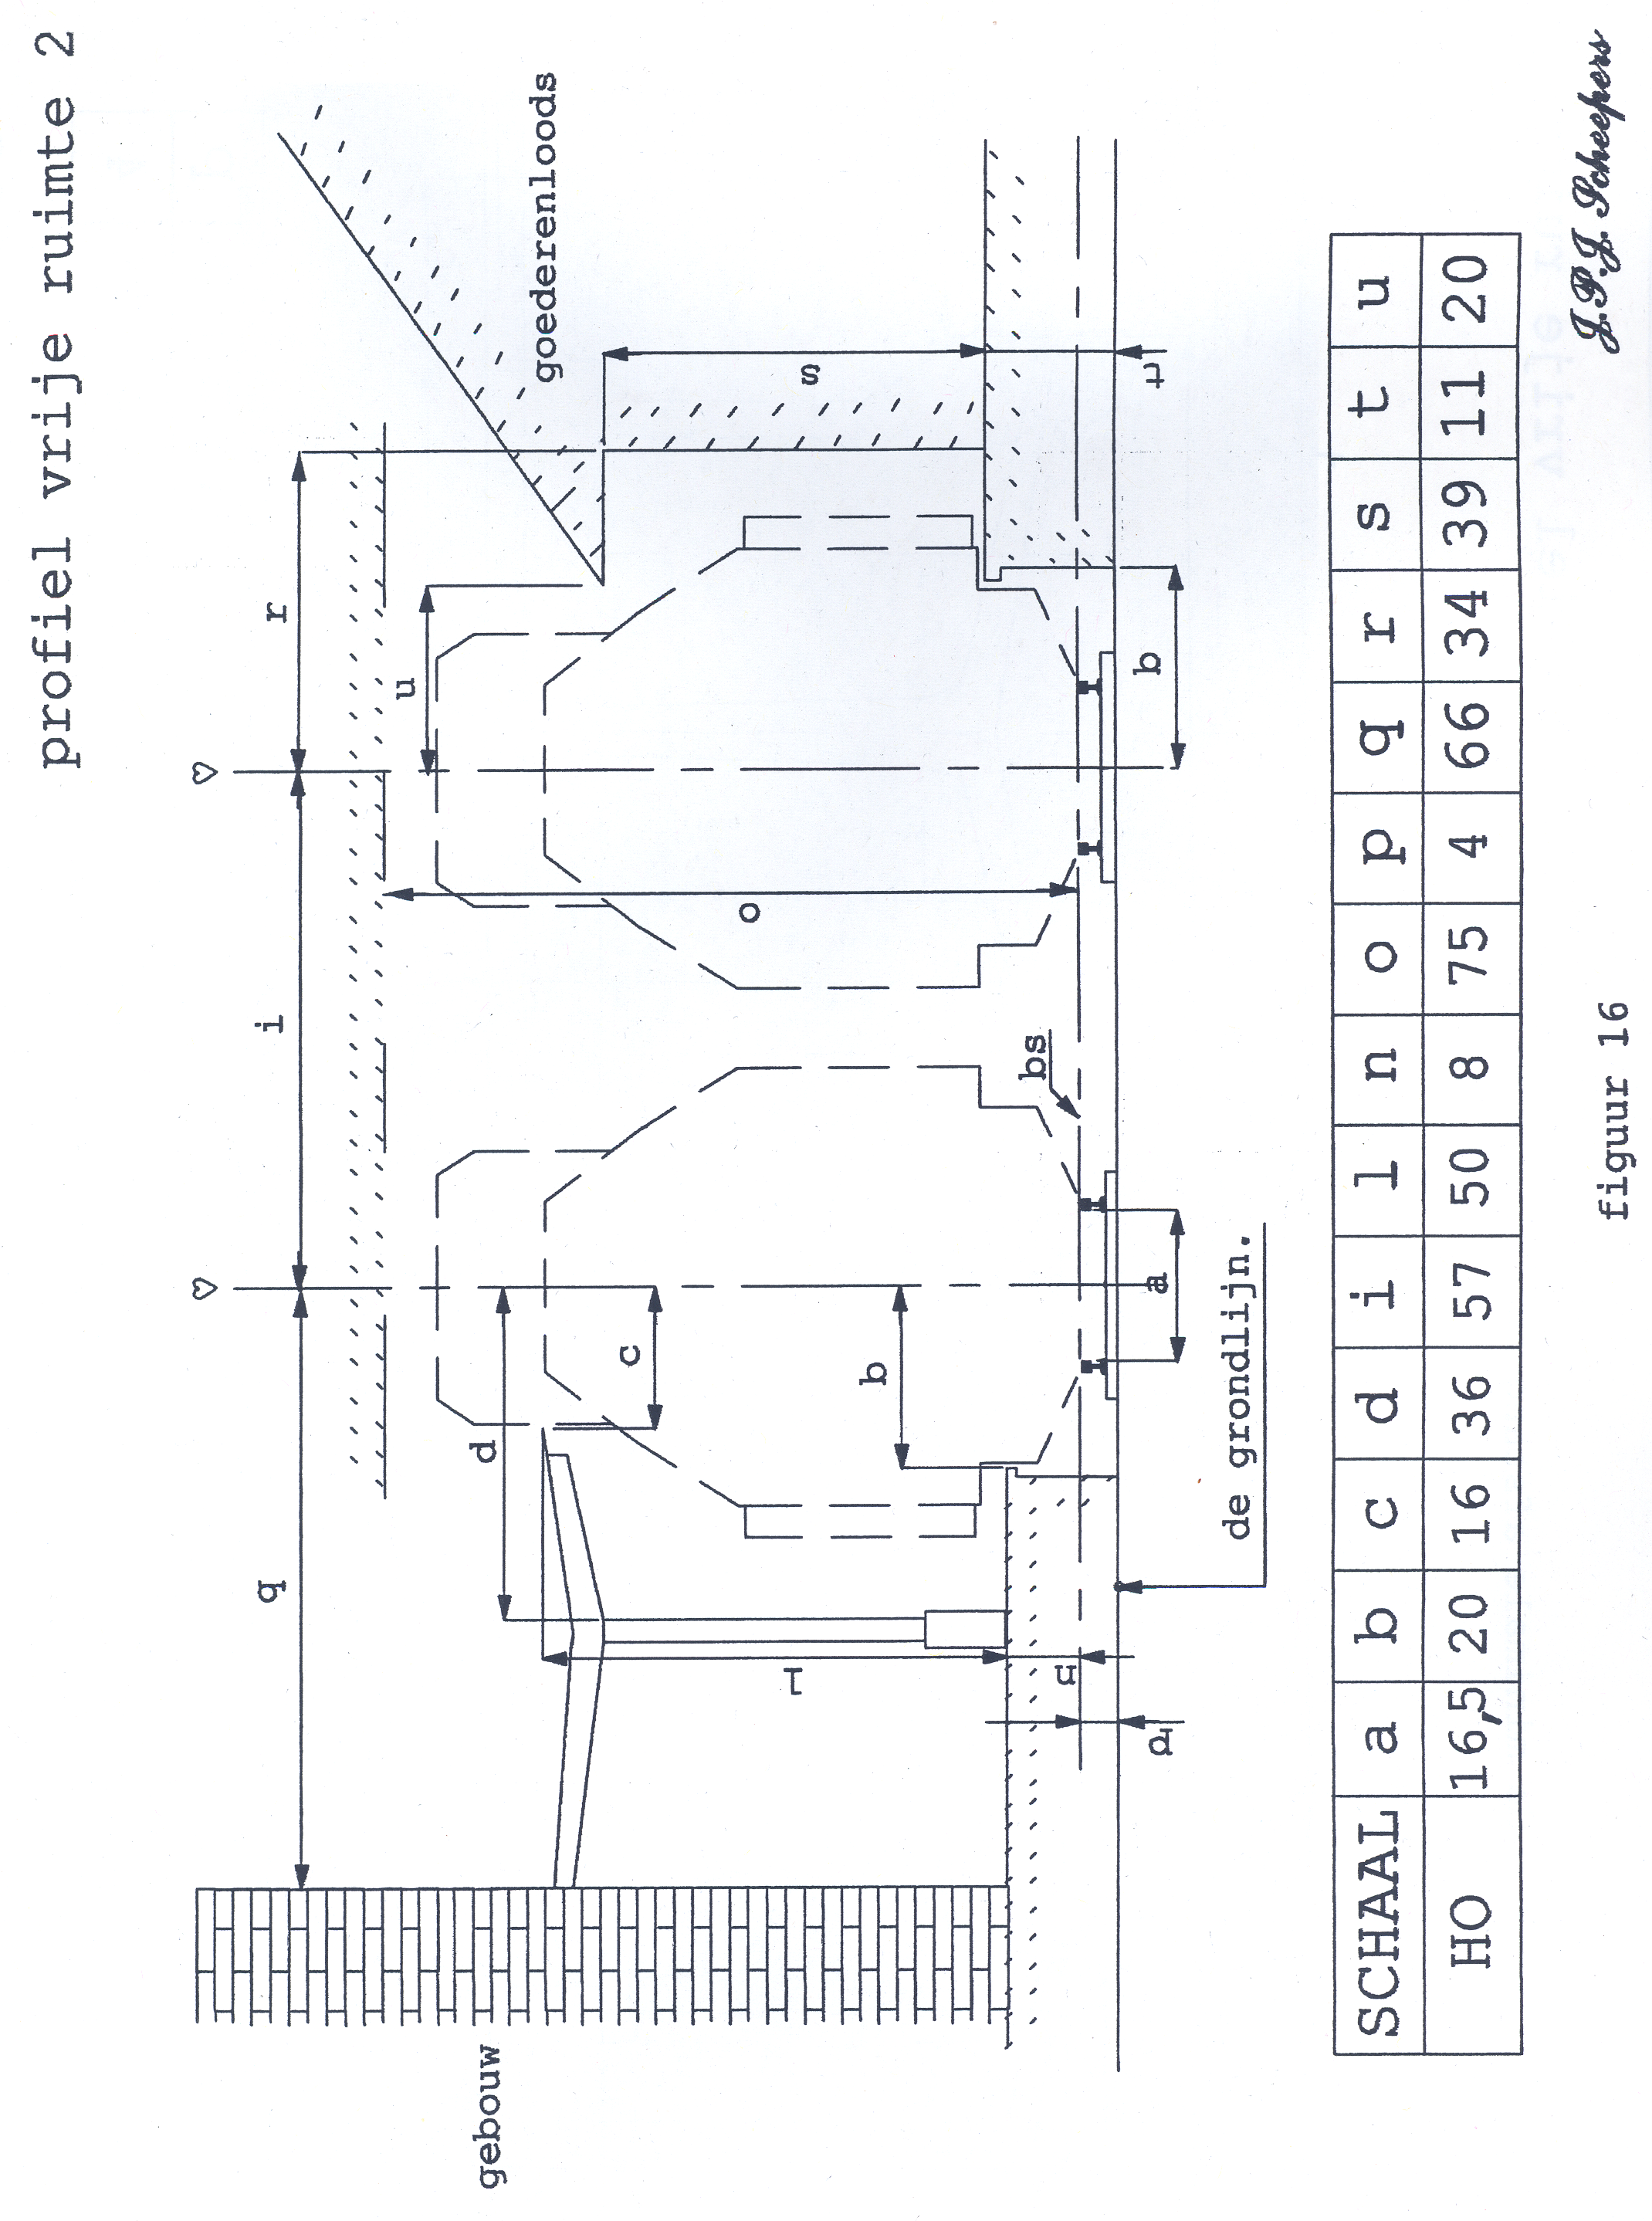 profiel vrije ruimte 2
r
i
q
u
goederenloods
d
c
s
o
b
l
bs
n
t
b
a
p
gebouw
de grondlijn.
SCHAAL a b c d i l n o p q r s t u
HO 16,5 20 16 36 57 50 8 75 4 66 34 39 11 20
figuur 16
J.P.J. Scheepers